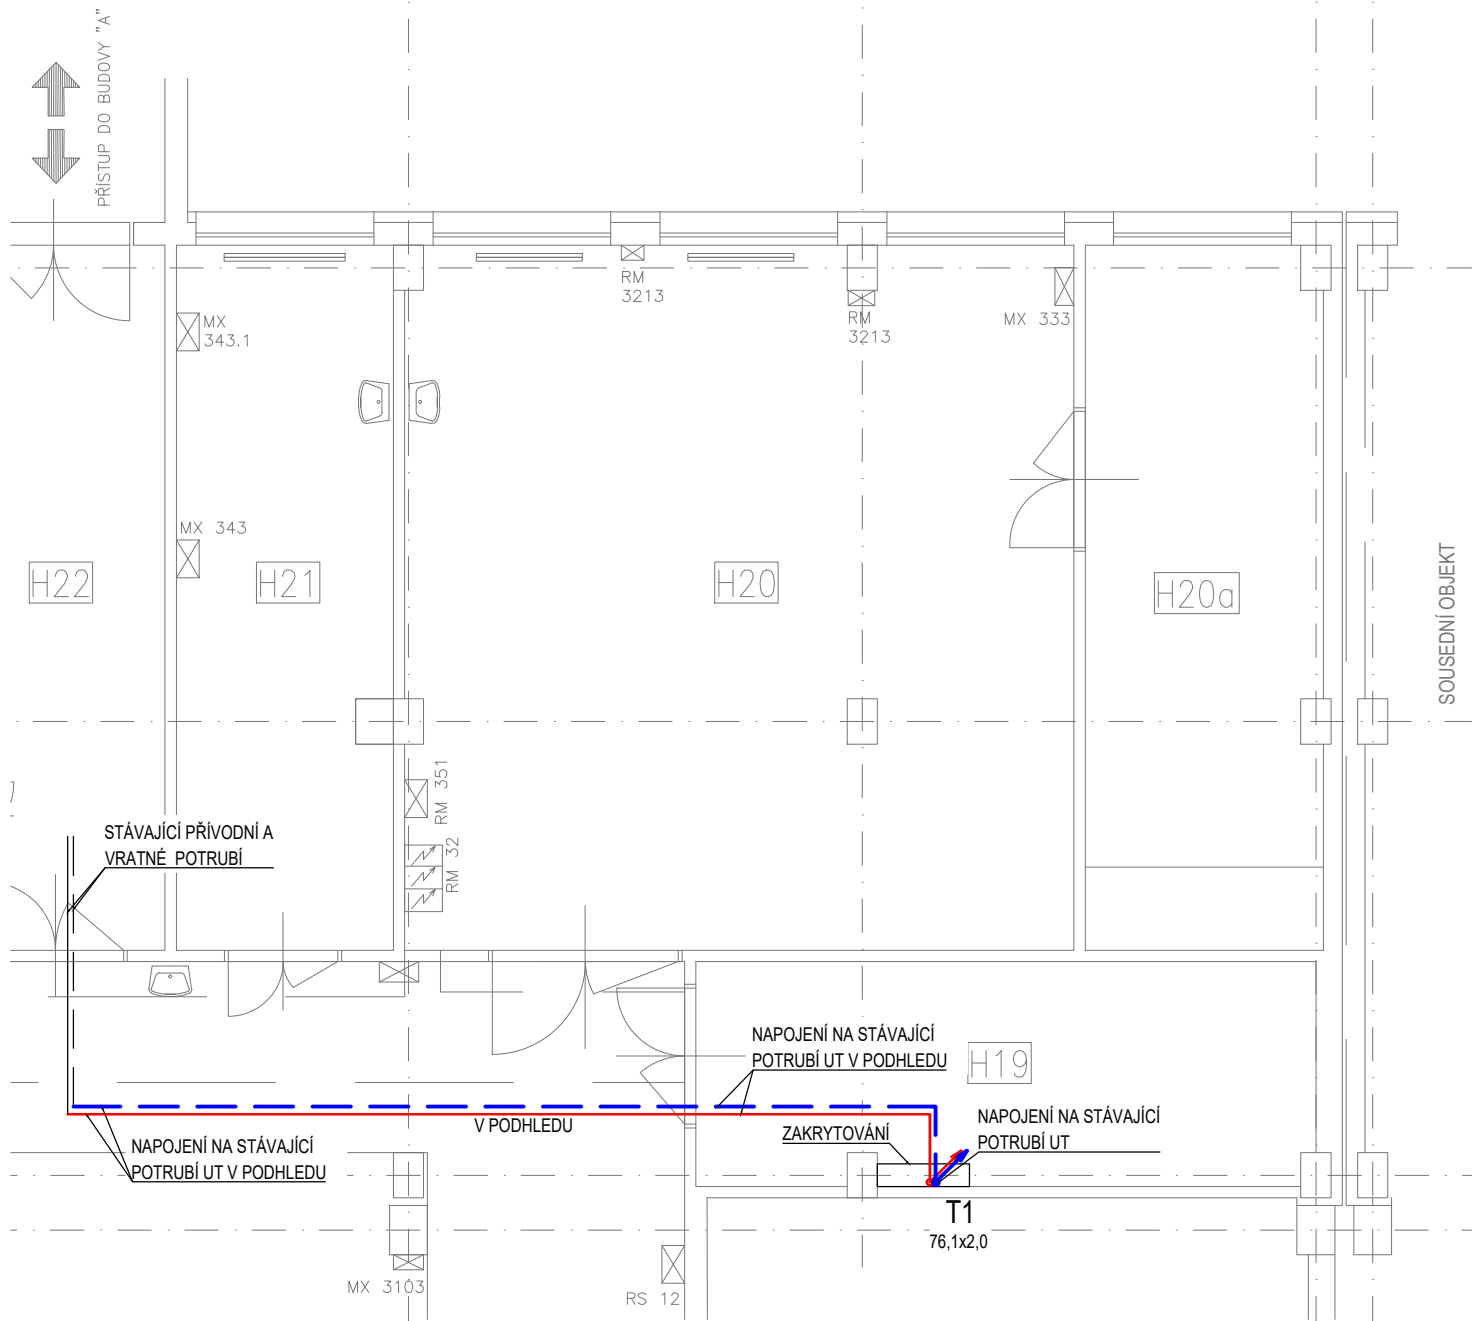 PŘÍSTUP DO BUDOVY "A"
RM
3213
RM
3213
MX 333
MX
343.1
MX 343
H22
H21
H20
H20a
SOUSEDNÍ OBJEKT
RM 351
RM 32
STÁVAJÍCÍ PŘÍVODNÍ A
VRATNÉ POTRUBÍ
NAPOJENÍ NA STÁVAJÍCÍ
POTRUBÍ UT V PODHLEDU
H19
V PODHLEDU
ZAKRYTOVÁNÍ
NAPOJENÍ NA STÁVAJÍCÍ
POTRUBÍ UT
NAPOJENÍ NA STÁVAJÍCÍ
POTRUBÍ UT V PODHLEDU
T1
76,1x2,0
MX 3103
RS 12